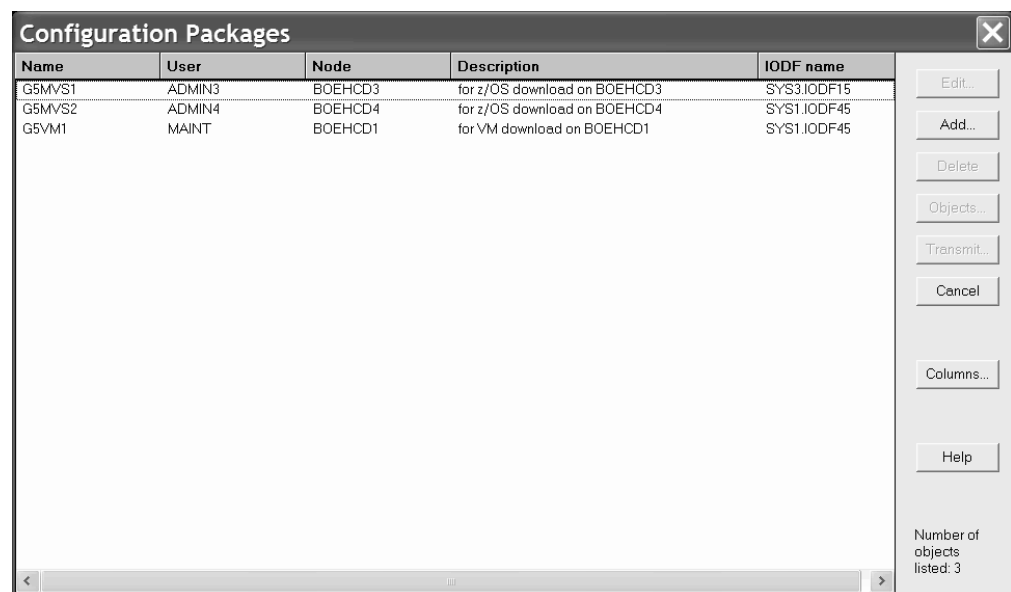 Configuration Packages
Name User Node Description IODF name
G5MVS1 ADMIN3 BOEHCD3 for z/OS download on BOEHCD3 SYS3.IODF15
G5MVS2 ADMIN4 BOEHCD4 for z/OS download on BOEHCD4 SYS1.IODF45
G5VM1 MAINT BOEHCD1 for VM download on BOEHCD1 SYS1.IODF45
Edit...
Add...
Delete
Objects...
Transmit...
Cancel
Columns...
Help
Number of
objects
listed: 3